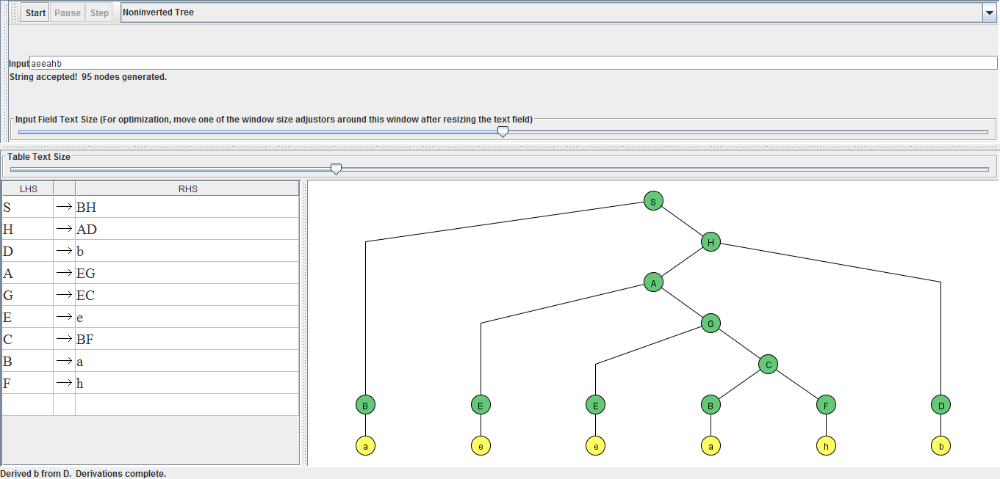 Start Pause Step Noninverted Tree
Input aeeahb
String accepted! 95 nodes generated.
Input Field Text Size (For optimization, move one of the window size adjustors around this window after resizing the text field)
Table Text Size
LHS RHS
S → BH
H → AD
D → b
A → EG
G → EC
E → e
C → BF
B → a
F → h
S
H
A
G
C
B E E B F D
a e e a h b
Derived b from D. Derivations complete.